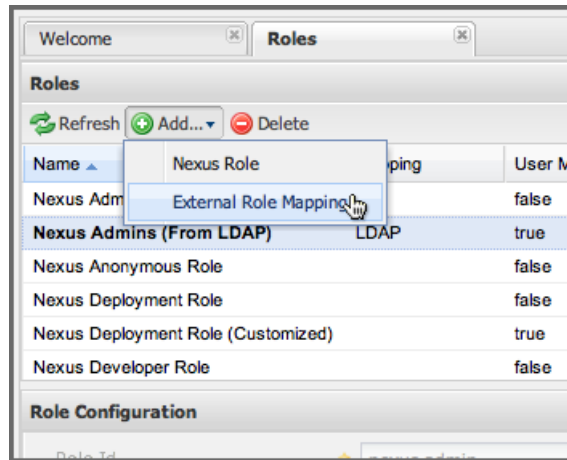 Welcome Roles
Roles
Refresh Add... Delete
Name Nexus Role pping User M
Nexus Adm External Role Mapping false
Nexus Admins (From LDAP) LDAP true
Nexus Anonymous Role false
Nexus Deployment Role false
Nexus Deployment Role (Customized) true
Nexus Developer Role false
Role Configuration
Role Id